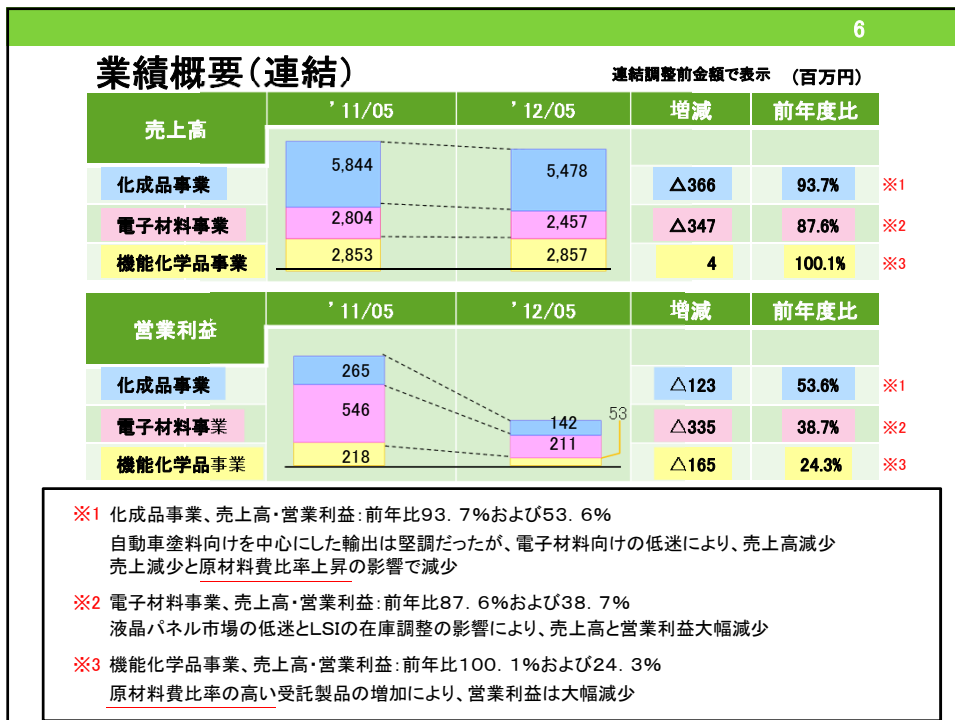 6
業績概要(連結)
連結調整前金額で表示 (百万円)
売上高 ’11/05 ’12/05 増減 前年度比
化成品事業 5,844 5,478 △366 93.7% ※1
電子材料事業 2,804 2,457 △347 87.6% ※2
機能化学品事業 2,853 2,857 4 100.1% ※3
営業利益 ’11/05 ’12/05 増減 前年度比
化成品事業 265 142 △123 53.6% ※1
電子材料事業 546 211 53 △335 38.7% ※2
機能化学品事業 218 △165 24.3% ※3
※1 化成品事業、売上高・営業利益:前年比93.7%および53.6%
自動車塗料向けを中心にした輸出は堅調だったが、電子材料向けの低迷により、売上高減少
売上減少と原材料費比率上昇の影響で減少
※2 電子材料事業、売上高・営業利益:前年比87.6%および38.7%
液晶パネル市場の低迷とLSIの在庫調整の影響により、売上高と営業利益大幅減少
※3 機能化学品事業、売上高・営業利益:前年比100.1%および24.3%
原材料費比率の高い受託製品の増加により、営業利益は大幅減少